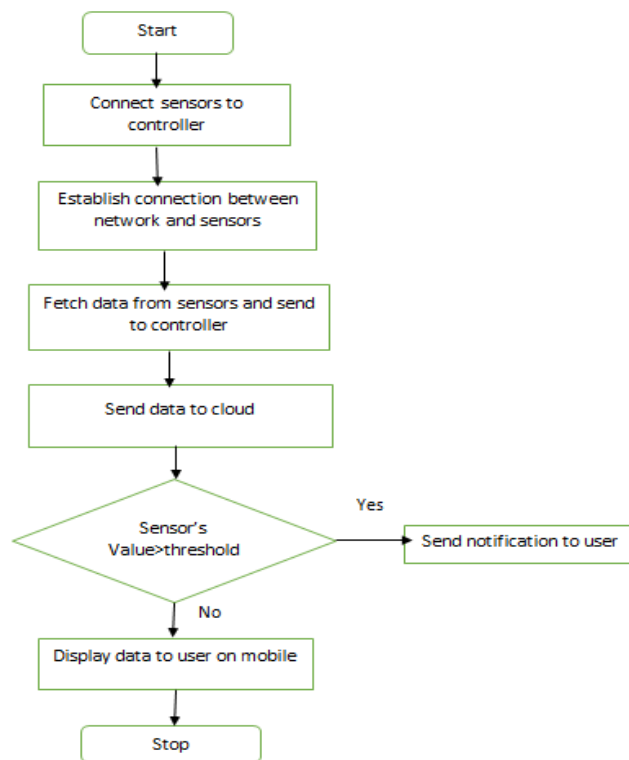 Start
Connect sensors to
controller
Establish connection between
network and sensors
Fetch data from sensors and send
to controller
Send data to cloud
Sensor's
Value>threshold
Yes
Send notification to user
No
Display data to user on mobile
Stop